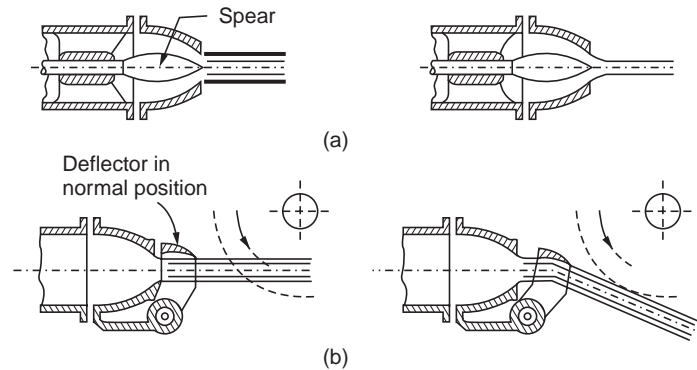 Spear
(a)
Deflector in
normal position
(b)